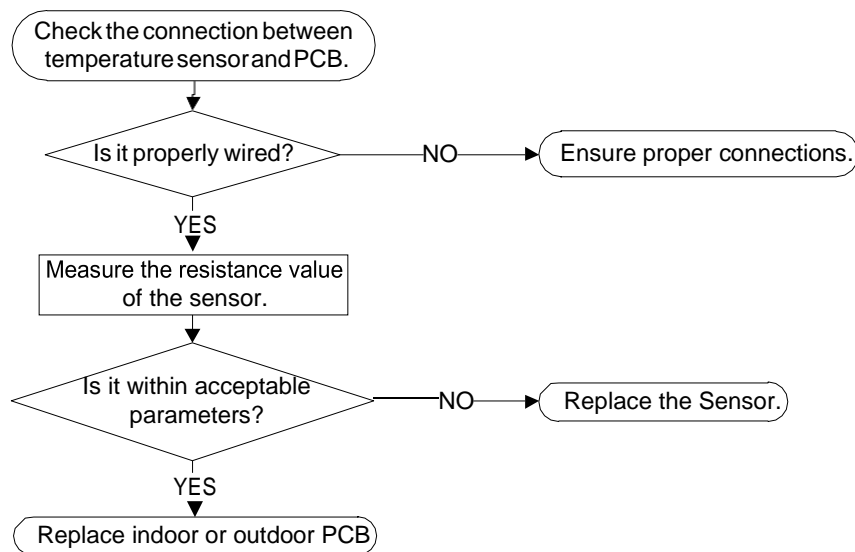 Check the connection between
temperature sensor and PCB.
Is it properly wired?
NO
Ensure proper connections.
YES
Measure the resistance value
of the sensor.
Is it within acceptable
parameters?
NO
Replace the Sensor.
YES
Replace indoor or outdoor PCB